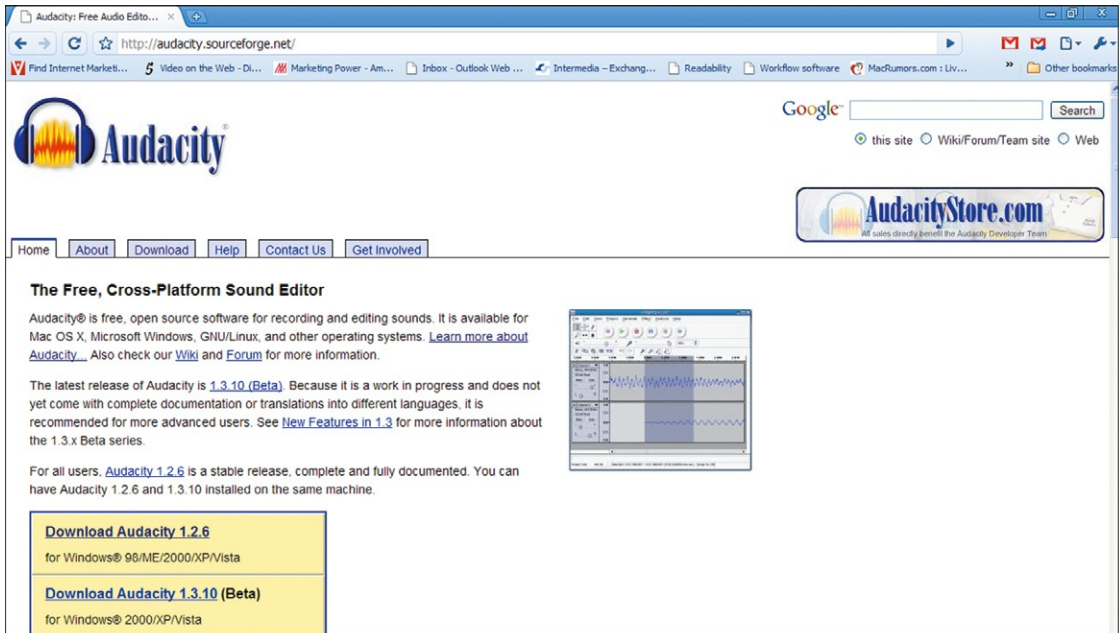 Audacity: Free Audio Edito...
http://audacity.sourceforge.net/
Find Internet Marketi...
Video on the Web - Di...
Marketing Power - Am...
Inbox - Outlook Web ...
Intermedia – Exchang...
Readability
Workflow software
MacRumors.com : Liv...
»
Other bookmarks
Audacity®
Google™
Search
this site
Wiki/Forum/Team site
Web
AudacityStore.com
All sales directly benefit the Audacity Developer Team
Home
About
Download
Help
Contact Us
Get Involved
The Free, Cross-Platform Sound Editor
Audacity® is free, open source software for recording and editing sounds. It is available for
Mac OS X, Microsoft Windows, GNU/Linux, and other operating systems. Learn more about
Audacity... Also check our Wiki and Forum for more information.
The latest release of Audacity is 1.3.10 (Beta). Because it is a work in progress and does not
yet come with complete documentation or translations into different languages, it is
recommended for more advanced users. See New Features in 1.3 for more information about
the 1.3.x Beta series.
For all users, Audacity 1.2.6 is a stable release, complete and fully documented. You can
have Audacity 1.2.6 and 1.3.10 installed on the same machine.
Download Audacity 1.2.6
for Windows® 98/ME/2000/XP/Vista
Download Audacity 1.3.10 (Beta)
for Windows® 2000/XP/Vista